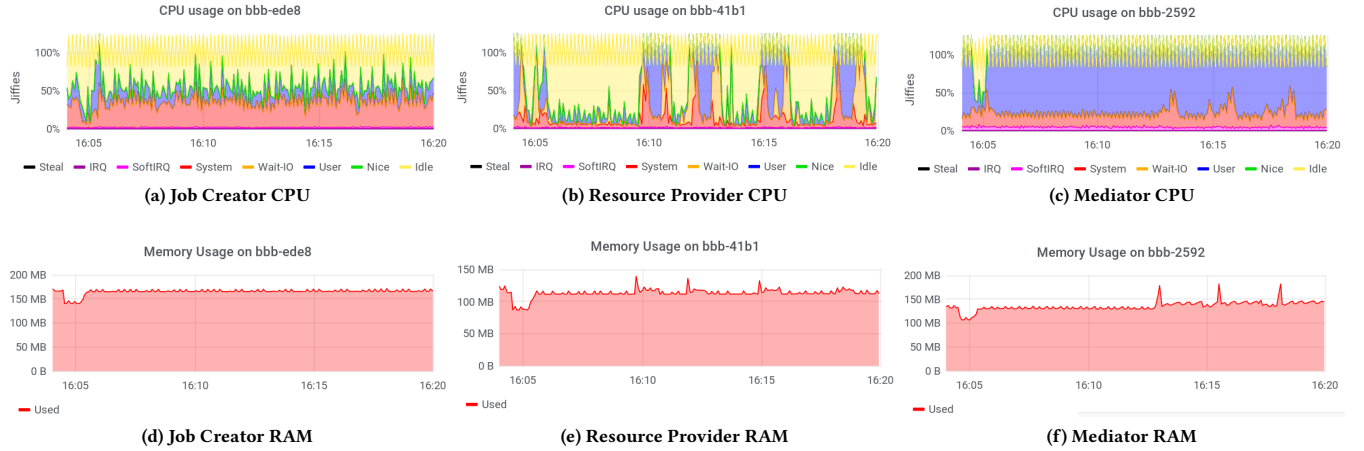 CPU usage on bbb-ede8
Jiffies
100%
50%
0%
16:05 16:10 16:15 16:20
Steal IRQ SoftIRQ System Wait-IO User Nice Idle
(a) Job Creator CPU
CPU usage on bbb-41b1
Jiffies
100%
50%
0%
16:05 16:10 16:15 16:20
Steal IRQ SoftIRQ System Wait-IO User Nice Idle
(b) Resource Provider CPU
CPU usage on bbb-2592
Jiffies
100%
50%
0%
16:05 16:10 16:15 16:20
Steal IRQ SoftIRQ System Wait-IO User Nice Idle
(c) Mediator CPU
Memory Usage on bbb-ede8
200 MB
150 MB
100 MB
50 MB
0 B
16:05 16:10 16:15 16:20
Used
(d) Job Creator RAM
Memory Usage on bbb-41b1
150 MB
100 MB
50 MB
0 B
16:05 16:10 16:15 16:20
Used
(e) Resource Provider RAM
Memory Usage on bbb-2592
200 MB
150 MB
100 MB
50 MB
0 B
16:05 16:10 16:15 16:20
Used
(f) Mediator RAM